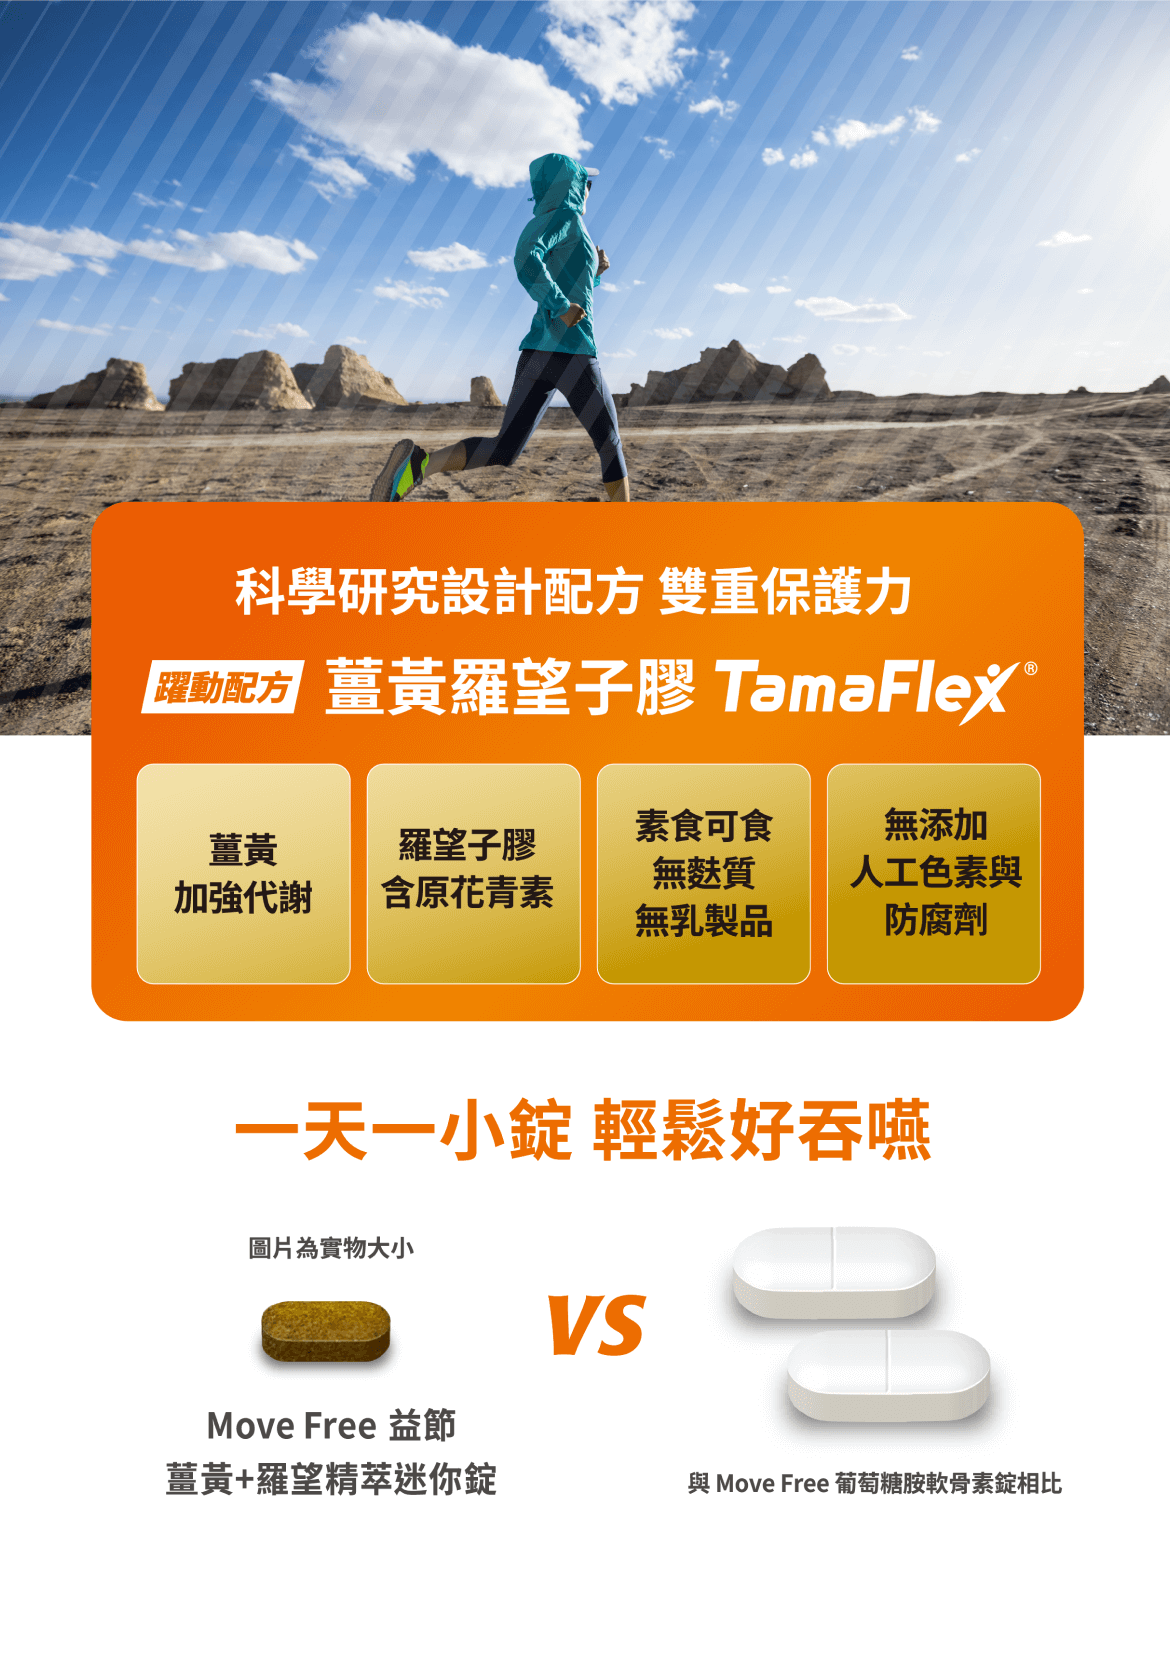 科學研究設計配方 雙重保護力
躍動配方 薑黃羅望子膠 TamaFlex®
薑黃
加強代謝
羅望子膠
含原花青素
素食可食
無麩質
無乳製品
無添加
人工色素與
防腐劑
一天一小錠 輕鬆好吞嚥
圖片為實物大小
VS
Move Free 益節
薑黃+羅望精萃迷你錠
與 Move Free 葡萄糖胺軟骨素錠相比